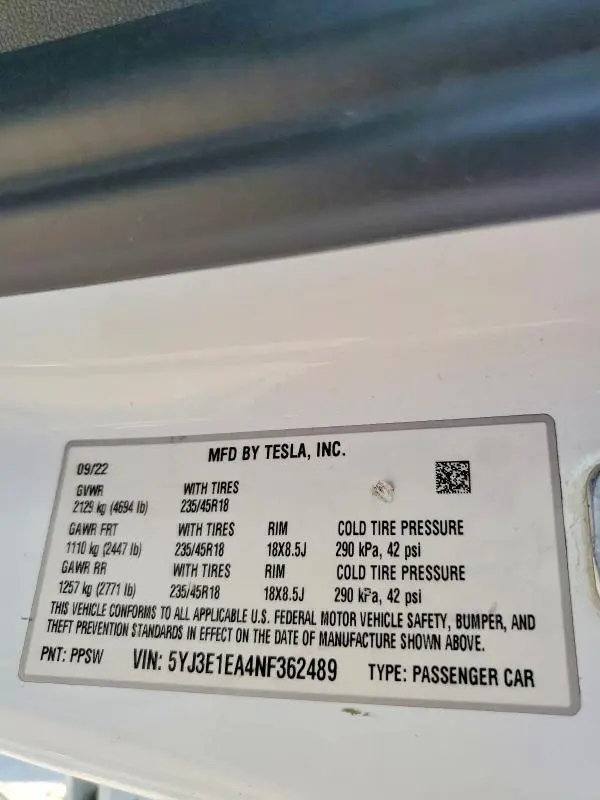 MFD BY TESLA, INC.
09/22
GVWR WITH TIRES
2129 kg (4694 lb) 235/45R18
GAWR FRT WITH TIRES RIM COLD TIRE PRESSURE
1110 kg (2447 lb) 235/45R18 18X8.5J 290 kPa, 42 psi
GAWR RR WITH TIRES RIM COLD TIRE PRESSURE
1257 kg (2771 lb) 235/45R18 18X8.5J 290 kPa, 42 psi
THIS VEHICLE CONFORMS TO ALL APPLICABLE U.S. FEDERAL MOTOR VEHICLE SAFETY, BUMPER, AND
THEFT PREVENTION STANDARDS IN EFFECT ON THE DATE OF MANUFACTURE SHOWN ABOVE.
PNT: PPSW VIN: 5YJ3E1EA4NF362489 TYPE: PASSENGER CAR